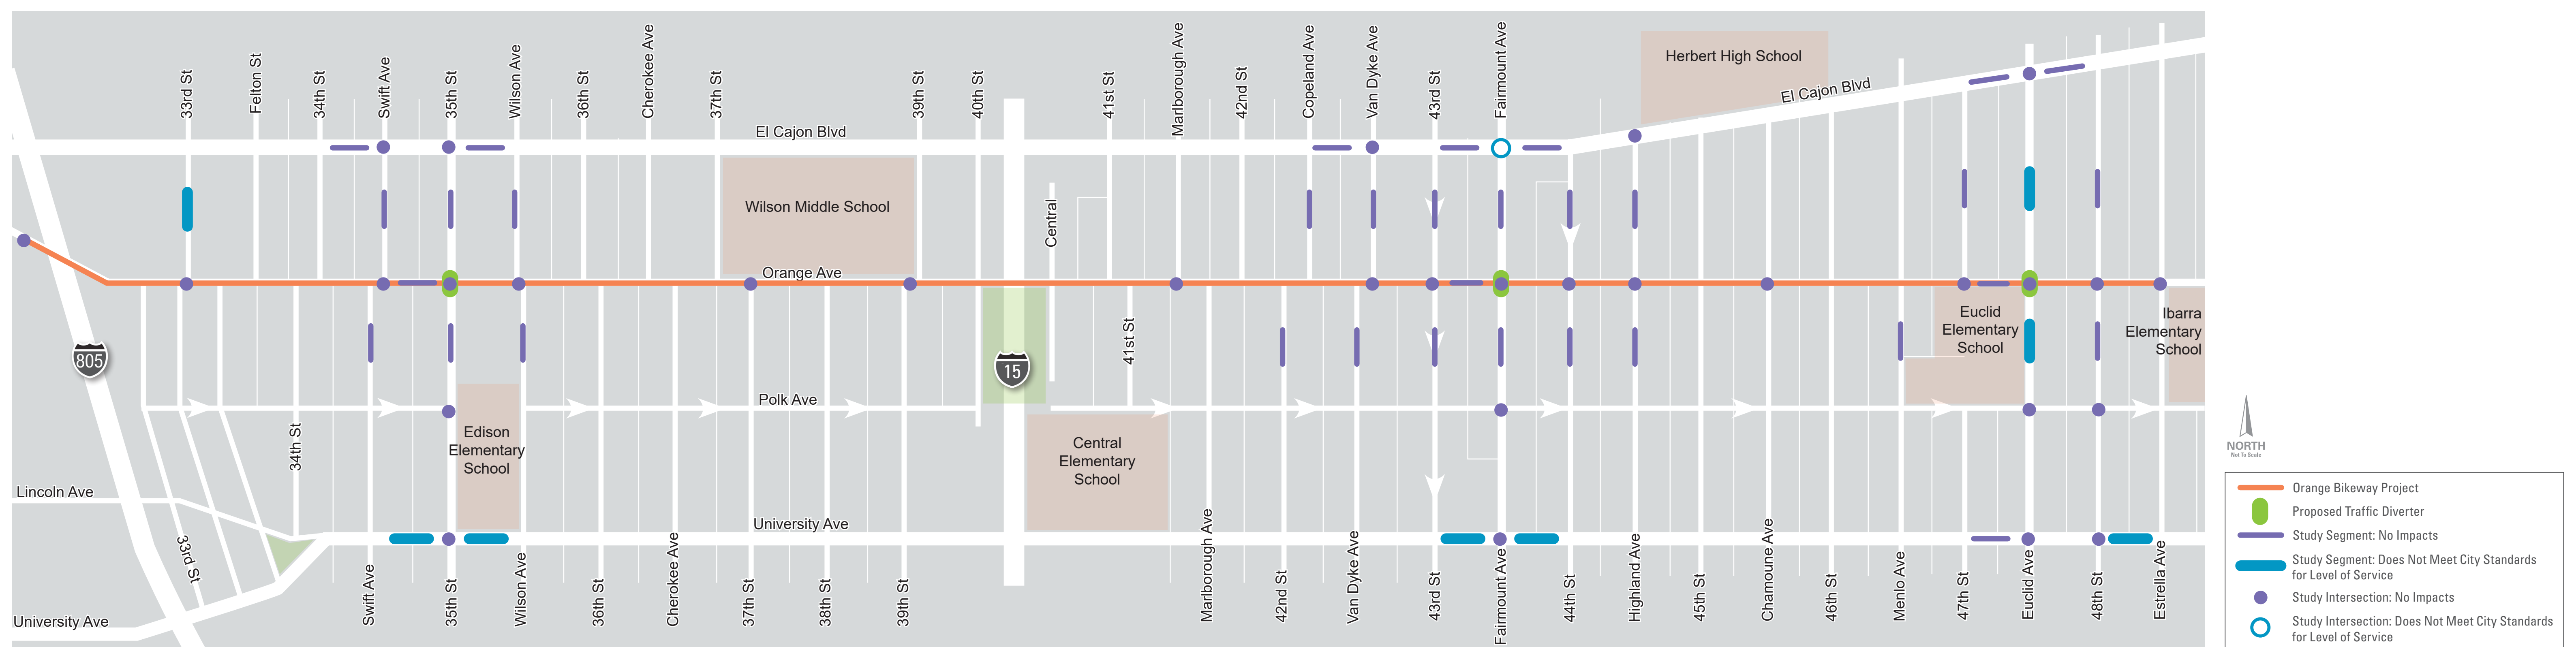 33rd St
Felton St
34th St
Swift Ave
35th St
Wilson Ave
36th St
Cherokee Ave
37th St
39th St
40th St
41st St
Marlborough Ave
42nd St
Copeland Ave
Van Dyke Ave
43rd St
Fairmount Ave
Herbert High School
El Cajon Blvd
El Cajon Blvd
Wilson Middle School
Central
Orange Ave
805
15
41st St
Euclid
Elementary
School
Ibarra
Elementary
School
Polk Ave
34th St
Edison
Elementary
School
Central
Elementary
School
Lincoln Ave
University Ave
33rd St
University Ave
Swift Ave
35th St
Wilson Ave
36th St
Cherokee Ave
37th St
38th St
39th St
Marlborough Ave
42nd St
Van Dyke Ave
43rd St
Fairmount Ave
44th St
Highland Ave
45th St
Chamoune Ave
46th St
Menlo Ave
47th St
Euclid Ave
48th St
Estrella Ave
NORTH
Not To Scale
Orange Bikeway Project
Proposed Traffic Diverter
Study Segment: No Impacts
Study Segment: Does Not Meet City Standards
for Level of Service
Study Intersection: No Impacts
Study Intersection: Does Not Meet City Standards
for Level of Service